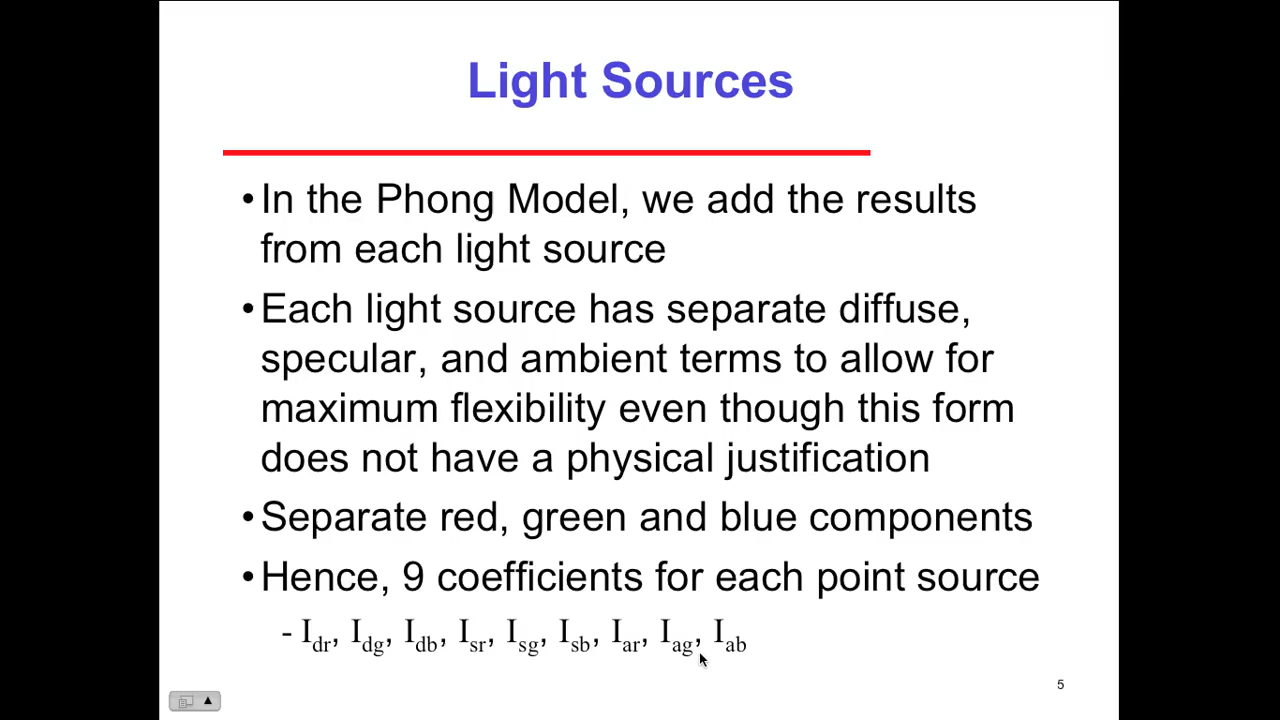 Light Sources
•In the Phong Model, we add the results
from each light source
•Each light source has separate diffuse,
specular, and ambient terms to allow for
maximum flexibility even though this form
does not have a physical justification
•Separate red, green and blue components
•Hence, 9 coefficients for each point source
- I_dr, I_dg, I_db, I_sr, I_sg, I_sb, I_ar, I_ag, I_ab
5